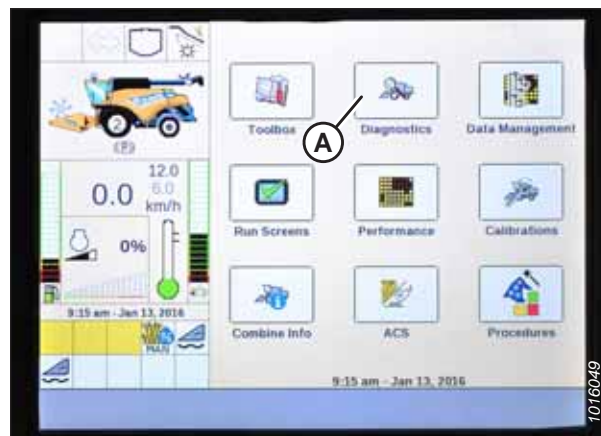 2
(P)
12.0
0.0 6.0
km/h
0%
9:15 am - Jan 13, 2016
MAN
Toolbox
Diagnostics
Data Management
A
Run Screens
Performance
Calibrations
Combine Info
ACS
Procedures
9:15 am - Jan 13, 2016
1016049